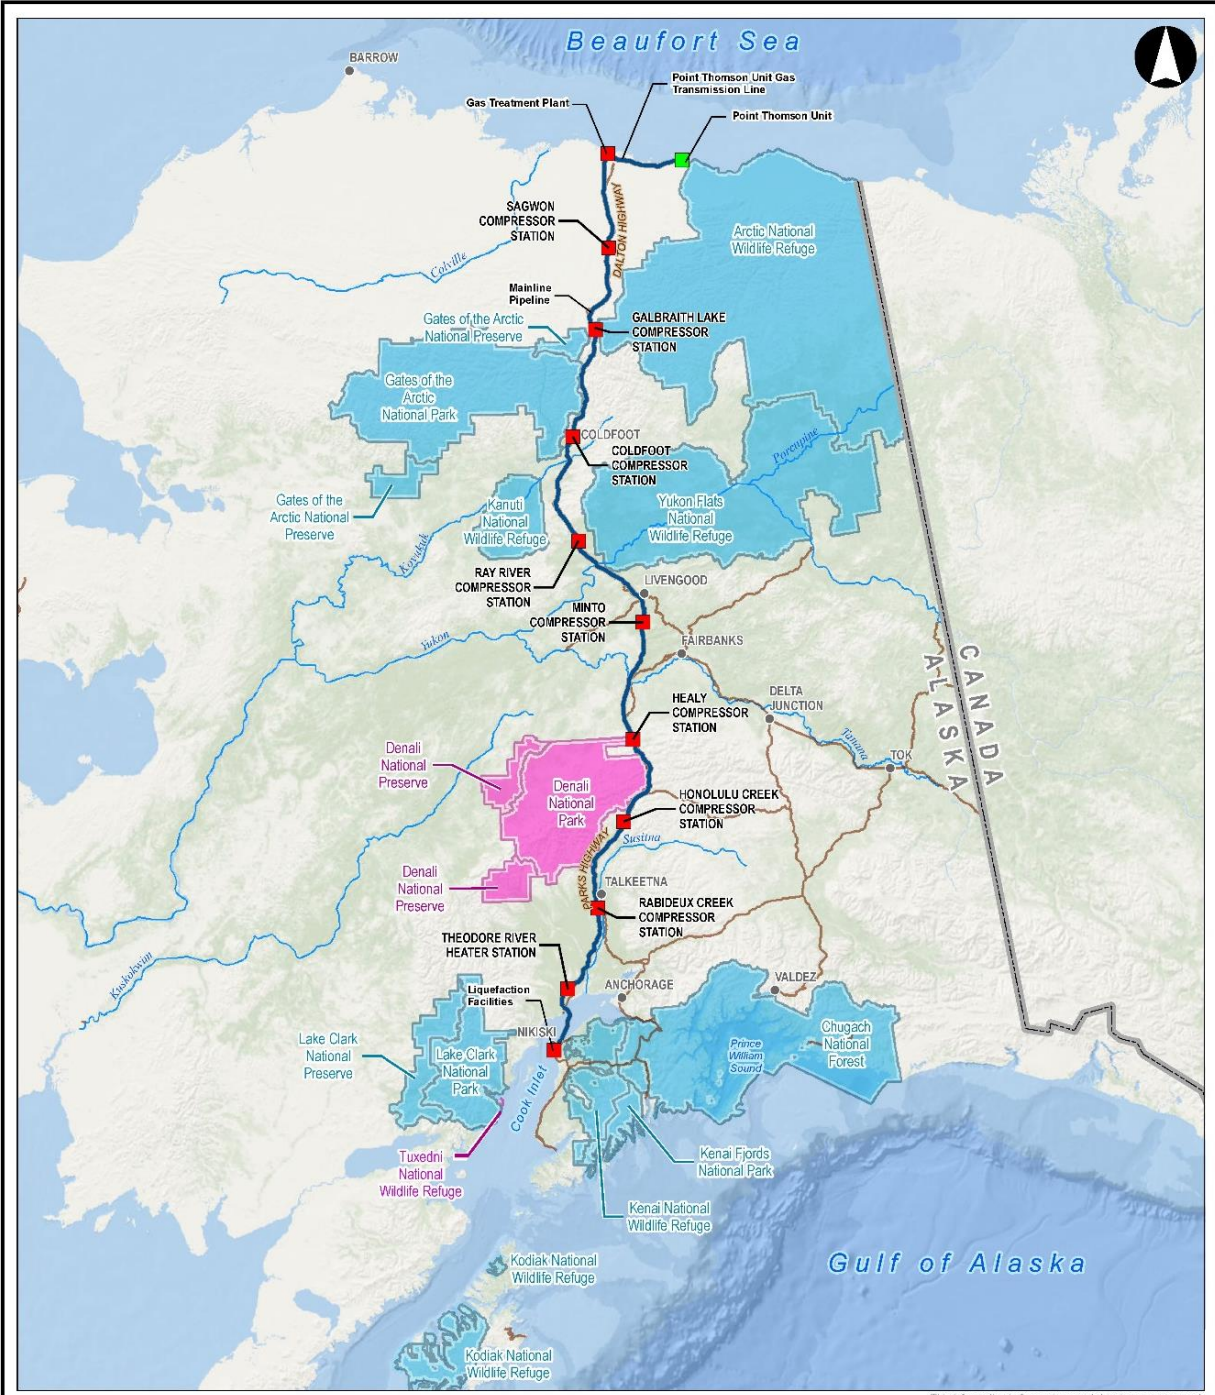 Beaufort Sea
BARROW
Point Thomson Unit Gas
Transmission Line
Gas Treatment Plant
Point Thomson Unit
SAGWON
COMPRESSOR
STATION
DALTON HIGHWAY
Arctic National
Wildlife Refuge
Colville
Mainline
Pipeline
Gates of the Arctic
National Preserve
GALBRAITH LAKE
COMPRESSOR
STATION
Gates of the
Arctic
National Park
COLDFOOT
COLDFOOT
COMPRESSOR
STATION
Porcupine
Gates of the
Arctic National
Preserve
Kanuti
National
Wildlife Refuge
Yukon Flats
National
Wildlife Refuge
Koyukuk
RAY RIVER
COMPRESSOR
STATION
LIVENGOOD
MINTO
COMPRESSOR
STATION
Yukon
FAIRBANKS
CANADA
ALASKA
HEALY
COMPRESSOR
STATION
DELTA
JUNCTION
Tanana
TOK
Denali
National
Preserve
Denali
National
Park
HONOLULU CREEK
COMPRESSOR
STATION
PARKS HIGHWAY
Susitna
Denali
National
Preserve
TALKEETNA
RABIDEUX CREEK
COMPRESSOR
STATION
THEODORE RIVER
HEATER STATION
Kuskokwim
Liquefaction
Facilities
ANCHORAGE
VALDEZ
NIKISKI
Lake Clark
National
Preserve
Lake Clark
National
Park
Prince
William
Sound
Chugach
National
Forest
Cook Inlet
Tuxedni
National
Wildlife Refuge
Kenai Fjords
National Park
Kenai National
Wildlife Refuge
Kodiak National
Wildlife Refuge
Gulf of Alaska
Kodiak National
Wildlife Refuge